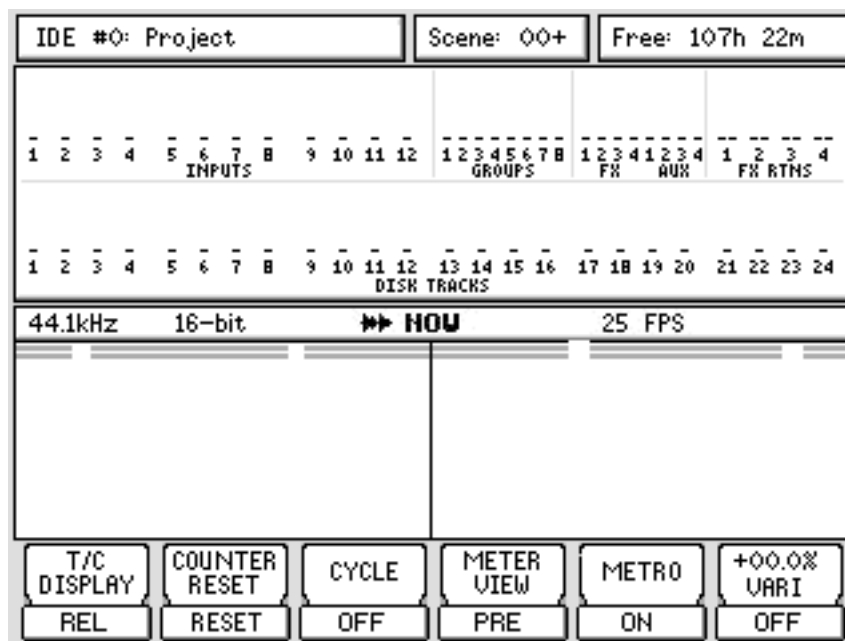 IDE #0: Project Scene: 00+ Free: 107h 22m
1 2 3 4 5 6 7 8 9 10 11 12 1 2 3 4 5 6 7 8 1 2 3 4 1 2 3 4 1 2 3 4
INPUTS GROUPS FX AUX FX RTNS
1 2 3 4 5 6 7 8 9 10 11 12 13 14 15 16 17 18 19 20 21 22 23 24
DISK TRACKS
44.1kHz 16-bit NOW 25 FPS
T/C DISPLAY
REL
COUNTER RESET
RESET
CYCLE
OFF
METER VIEW
PRE
METRO
ON
+00.0% VARI
OFF